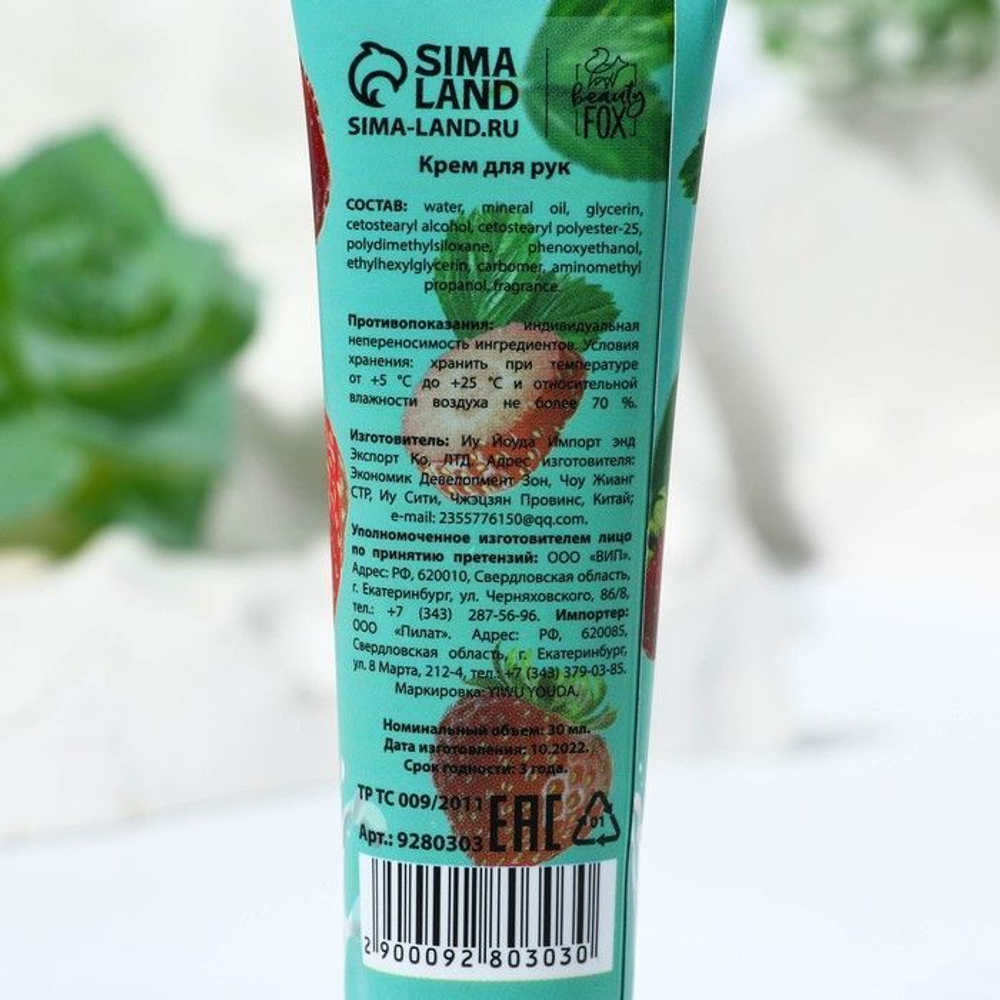 SIMA
LAND
SIMA-LAND.RU
beauty
FOX
Крем для рук
СОСТАВ: water, mineral oil, glycerin,
cetostearyl alcohol, cetostearyl polyester-25,
polydimethylsiloxane, phenoxyethanol,
ethylhexylglycerin, carbomer, aminomethyl
propanol, fragrance.
Противопоказания: индивидуальная
непереносимость ингредиентов. Условия
хранения: хранить при температуре
от +5 °C до +25 °C и относительной
влажности воздуха не более 70 %.
Изготовитель: Иу Йоуда Импорт энд
Экспорт Ко, ЛТД. Адрес изготовителя:
Экономик Девелопмент Зон, Чоу Жианг
СТР, Иу Сити, Чжэцзян Провинс, Китай;
e-mail: 2355776150@qq.com.
Уполномоченное изготовителем лицо
по принятию претензий: ООО «ВИП».
Адрес: РФ, 620010, Свердловская область,
г. Екатеринбург, ул. Черняховского, 86/8,
тел.: +7 (343) 287-56-96. Импортер:
ООО «Пилат». Адрес: РФ, 620085,
Свердловская область, г. Екатеринбург,
ул. 8 Марта, 212-4, тел.: +7 (343) 379-03-85.
Маркировка: YIWU YOUDA.
Номинальный объем: 30 мл.
Дата изготовления: 10.2022.
Срок годности: 3 года.
ТР ТС 009/2011
EAC
01
Арт.: 9280303
2 900092 803030